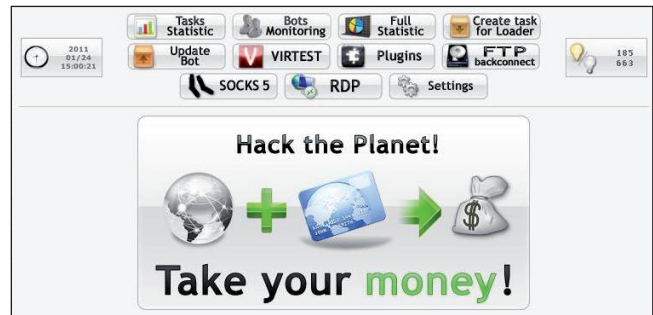 Tasks Statistic
Bots Monitoring
Full Statistic
Create task for Loader
2011
01/24
15:00:21
Update Bot
VIRTEST
Plugins
FTP backconnect
185
663
SOCKS 5
RDP
Settings
Hack the Planet!
Take your money!